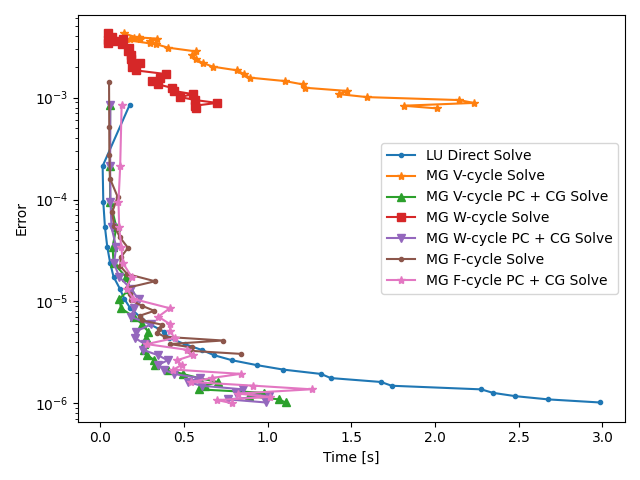 Error
10⁻³
10⁻⁴
10⁻⁵
10⁻⁶
LU Direct Solve
MG V-cycle Solve
MG V-cycle PC + CG Solve
MG W-cycle Solve
MG W-cycle PC + CG Solve
MG F-cycle Solve
MG F-cycle PC + CG Solve
0.0 0.5 1.0 1.5 2.0 2.5 3.0
Time [s]